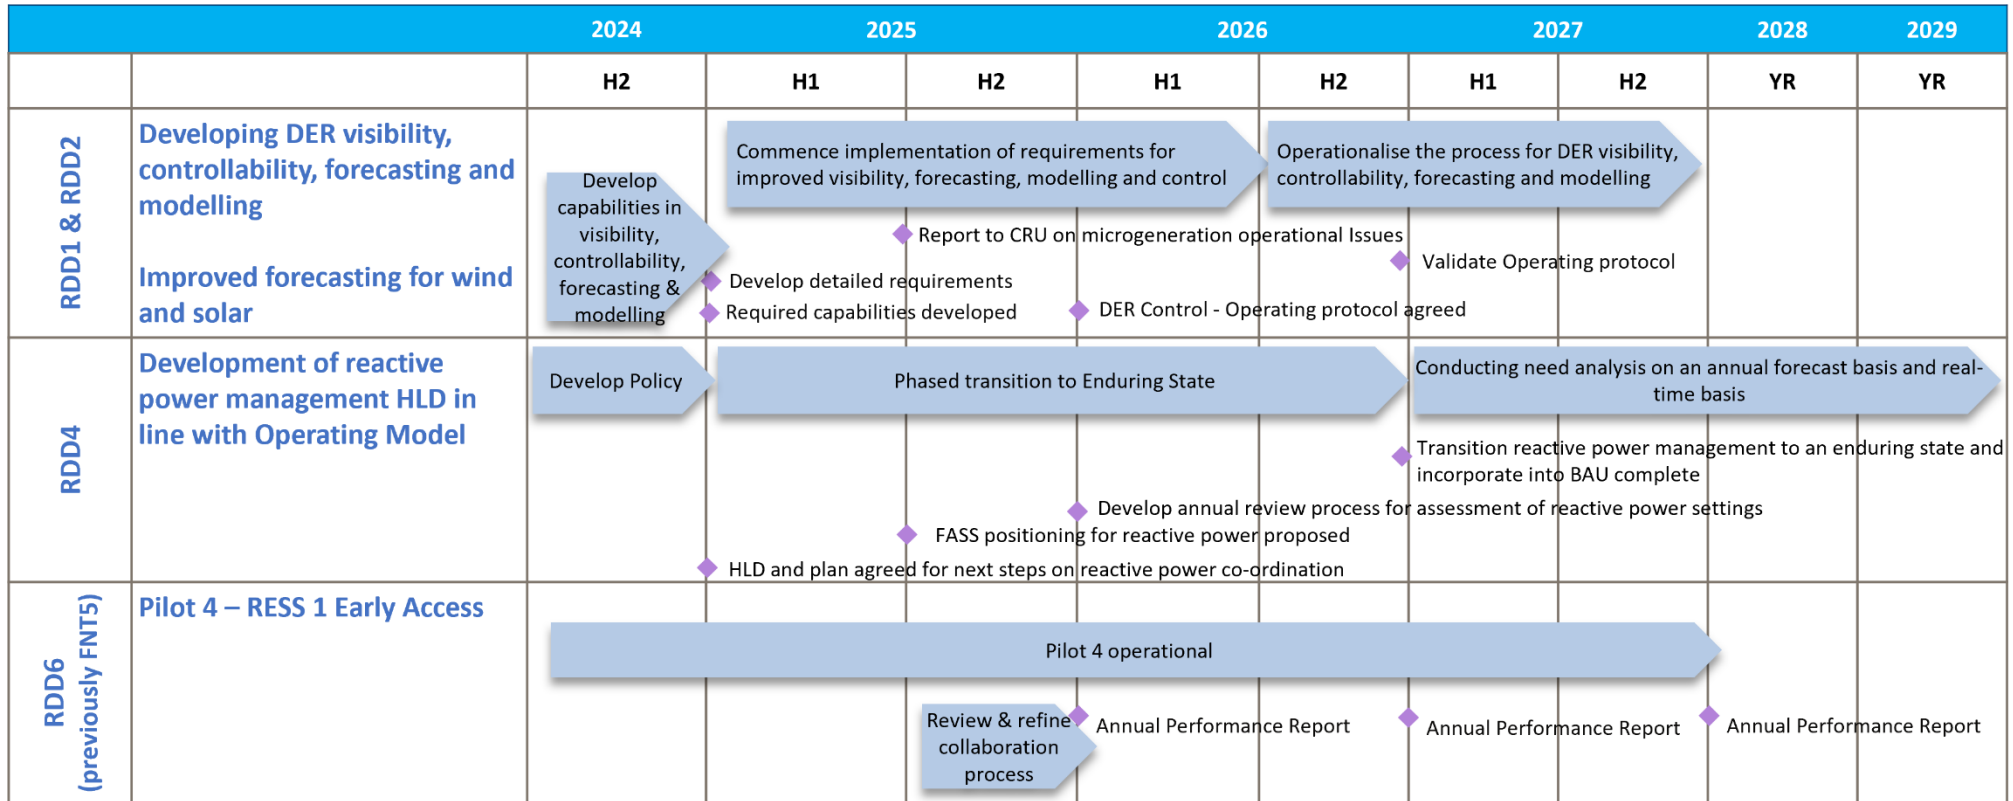 2024 2025 2026 2027 2028 2029
H2 H1 H2 H1 H2 H1 H2 YR YR
RDD1 & RDD2
Developing DER visibility,
controllability, forecasting and
modelling
Improved forecasting for wind
and solar
Develop
capabilities in
visibility,
controllability,
forecasting &
modelling
Commence implementation of requirements for
improved visibility, forecasting, modelling and control
Operationalise the process for DER visibility,
controllability, forecasting and modelling
Report to CRU on microgeneration operational Issues
Validate Operating protocol
Develop detailed requirements
Required capabilities developed
DER Control - Operating protocol agreed
RDD4
Development of reactive
power management HLD in
line with Operating Model
Develop Policy
Phased transition to Enduring State
Conducting need analysis on an annual forecast basis and real-
time basis
Transition reactive power management to an enduring state and
incorporate into BAU complete
Develop annual review process for assessment of reactive power settings
FASS positioning for reactive power proposed
HLD and plan agreed for next steps on reactive power co-ordination
RDD6
(previously FNT5)
Pilot 4 – RESS 1 Early Access
Pilot 4 operational
Review & refine
collaboration
process
Annual Performance Report
Annual Performance Report
Annual Performance Report